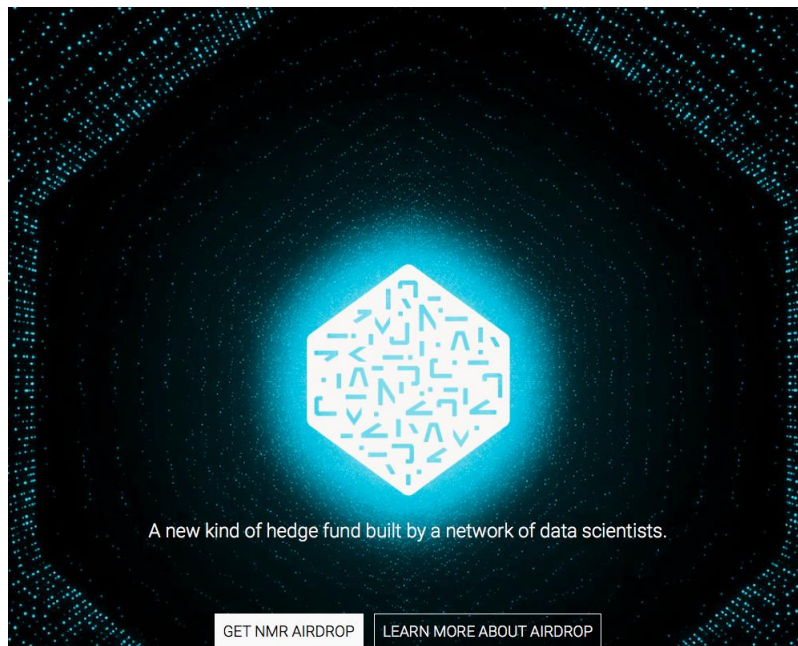 A new kind of hedge fund built by a network of data scientists.
GET NMR AIRDROP
LEARN MORE ABOUT AIRDROP